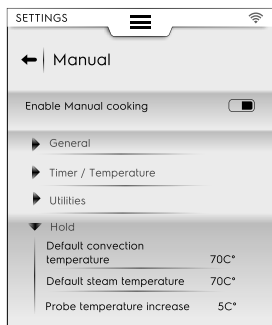 SETTINGS
Manual
Enable Manual cooking
General
Timer / Temperature
Utilities
Hold
Default convection
temperature 70C°
Default steam temperature 70C°
Probe temperature increase 5C°